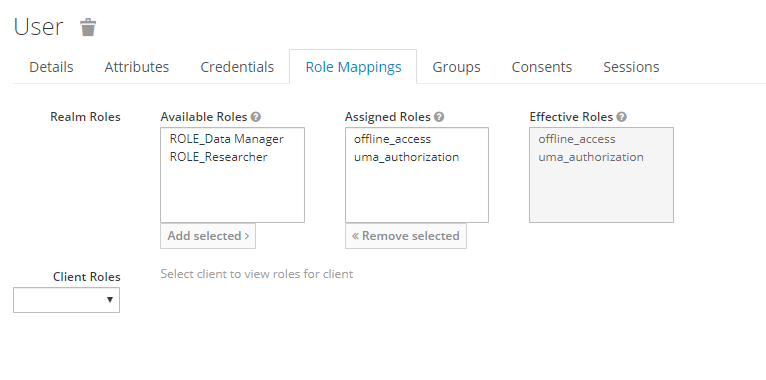 User
Details Attributes Credentials Role Mappings Groups Consents Sessions
Realm Roles Available Roles Assigned Roles Effective Roles
ROLE_Data Manager offline_access offline_access
ROLE_Researcher uma_authorization uma_authorization
Add selected › « Remove selected
Client Roles Select client to view roles for client